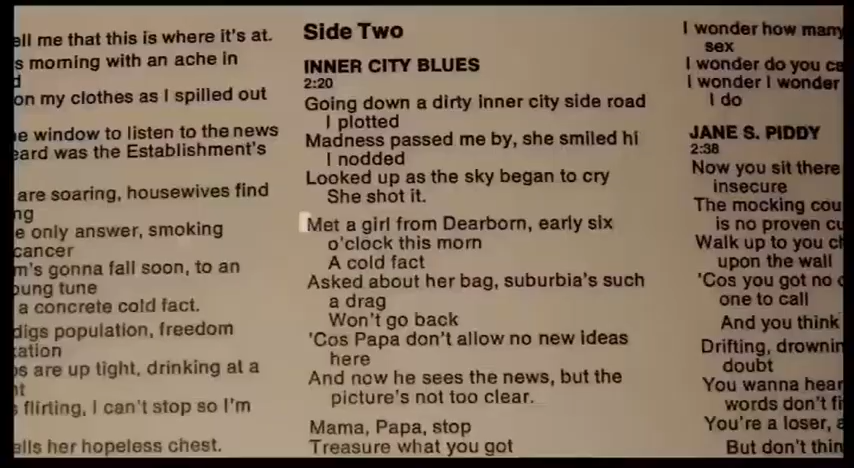 ell me that this is where it's at.
s morning with an ache in
d
on my clothes as I spilled out
e window to listen to the news
eard was the Establishment's
are soaring, housewives find
ng
e only answer, smoking
cancer
m's gonna fall soon, to an
oung tune
a concrete cold fact.
digs population, freedom
ation
os are up tight, drinking at a
nt
s flirting, I can't stop so I'm
ells her hopeless chest.
Side Two
INNER CITY BLUES
2:20
Going down a dirty inner city side road
I plotted
Madness passed me by, she smiled hi
I nodded
Looked up as the sky began to cry
She shot it.
Met a girl from Dearborn, early six
o'clock this morn
A cold fact
Asked about her bag, suburbia's such
a drag
Won't go back
'Cos Papa don't allow no new ideas
here
And now he sees the news, but the
picture's not too clear.
Mama, Papa, stop
Treasure what you got
I wonder how many
sex
I wonder do you ca
I wonder I wonder
I do
JANE S. PIDDY
2:38
Now you sit there
insecure
The mocking cou
is no proven cu
Walk up to you ch
upon the wall
'Cos you got no
one to call
And you think
Drifting, drownin
doubt
You wanna hear
words don't fi
You're a loser, a
But don't thin